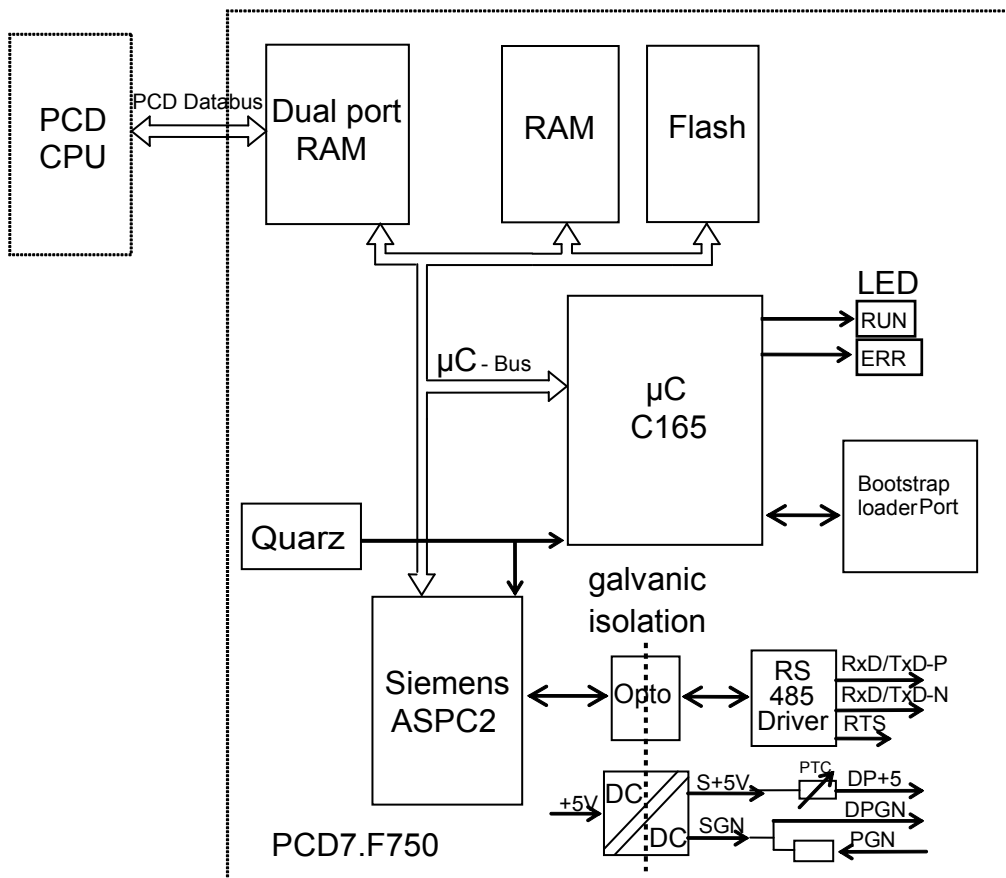 PCD
CPU
PCD Databus
Dual port
RAM
RAM
Flash
LED
RUN
ERR
µC - Bus
µC
C165
Bootstrap
loader Port
Quarz
galvanic
isolation
Siemens
ASPC2
Opto
RS
485
Driver
RxD/TxD-P
RxD/TxD-N
RTS
+5V
DC
DC
S+5V
SGN
PTC
DP+5
DPGN
PGN
PCD7.F750